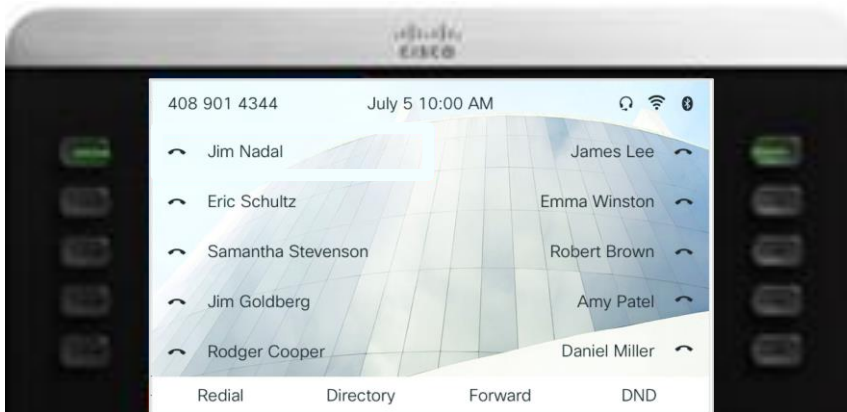 CISCO
408 901 4344 July 5 10:00 AM
Jim Nadal James Lee
Eric Schultz Emma Winston
Samantha Stevenson Robert Brown
Jim Goldberg Amy Patel
Rodger Cooper Daniel Miller
Redial Directory Forward DND